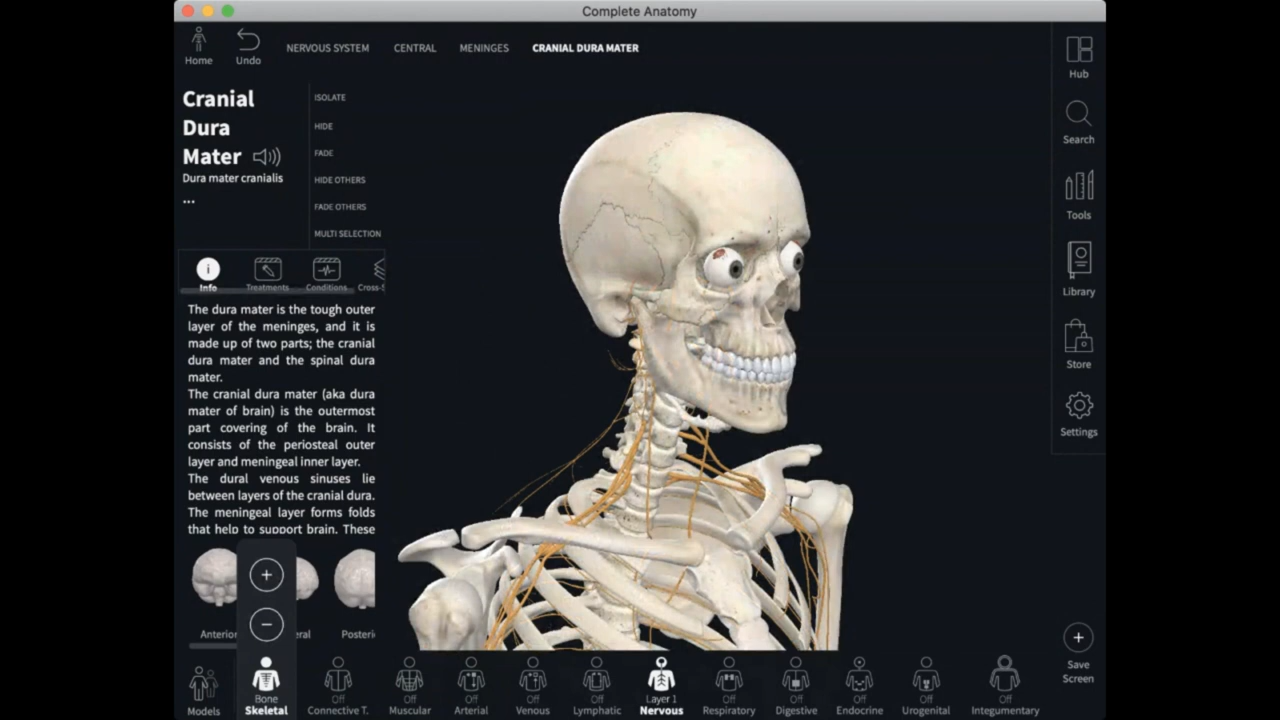 Complete Anatomy
Home
Undo
NERVOUS SYSTEM
CENTRAL
MENINGES
CRANIAL DURA MATER
Hub
Search
Tools
Library
Store
Settings
Save
Screen
Cranial
Dura
Mater
Dura mater cranialis
...
ISOLATE
HIDE
FADE
HIDE OTHERS
FADE OTHERS
MULTI SELECTION
Info
Treatments
Conditions
Cross-S
The dura mater is the tough outer
layer of the meninges, and it is
made up of two parts; the cranial
dura mater and the spinal dura
mater.
The cranial dura mater (aka dura
mater of brain) is the outermost
part covering of the brain. It
consists of the periosteal outer
layer and meningeal inner layer.
The dural venous sinuses lie
between layers of the cranial dura.
The meningeal layer forms folds
that help to support brain. These
Anterior
eral
Posteri
Models
Bone
Skeletal
Off
Connective T.
Off
Muscular
Off
Arterial
Off
Venous
Off
Lymphatic
Layer 1
Nervous
Off
Respiratory
Off
Digestive
Off
Endocrine
Off
Urogenital
Off
Integumentary